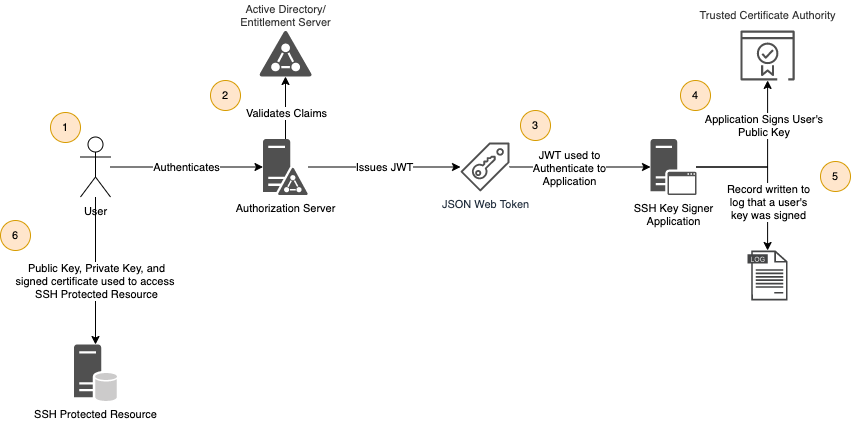 Active Directory/
Entitlement Server
Trusted Certificate Authority
2
4
Validates Claims
1
3
Application Signs User's
Public Key
Authenticates
Issues JWT
JWT used to
Authenticate to
Application
5
User
Authorization Server
JSON Web Token
SSH Key Signer
Application
Record written to
log that a user's
key was signed
6
LOG
Public Key, Private Key, and
signed certificate used to access
SSH Protected Resource
SSH Protected Resource